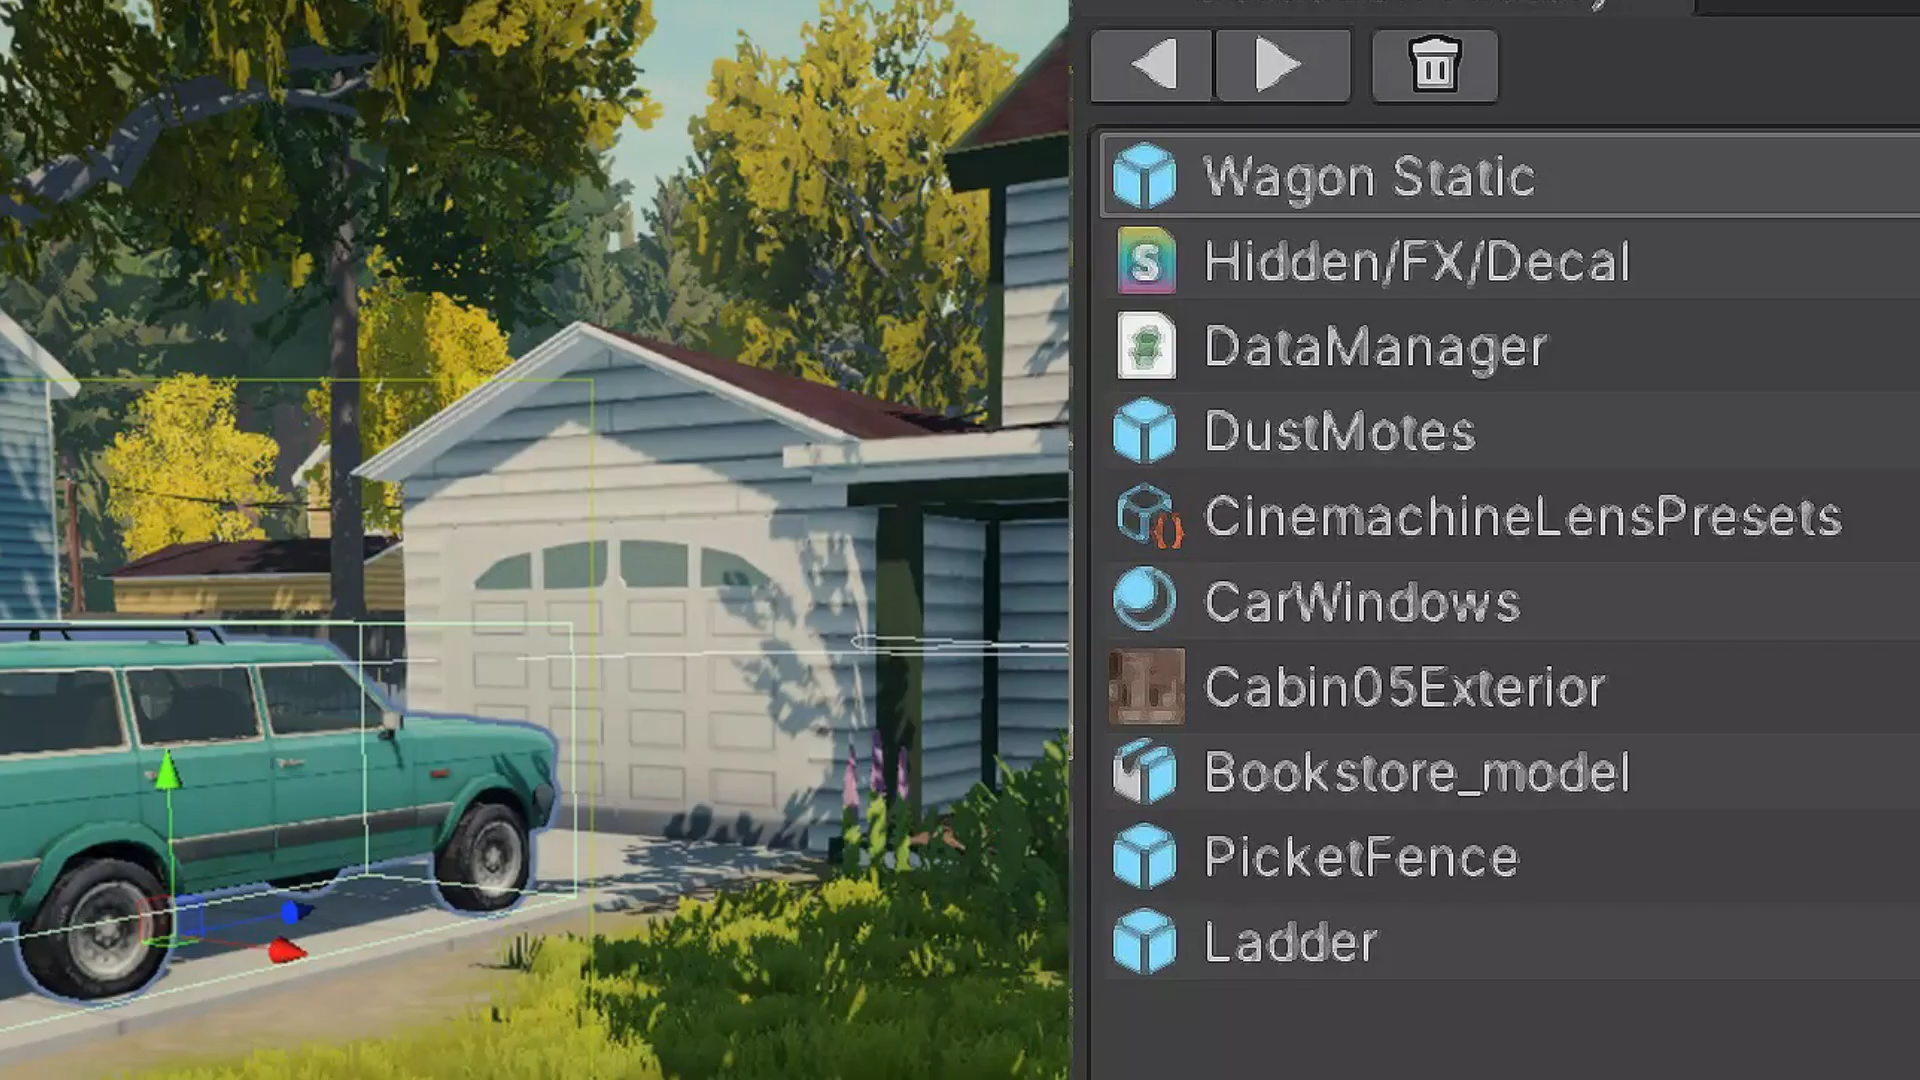 Wagon Static
Hidden/FX/Decal
DataManager
DustMotes
CinemachineLensPresets
CarWindows
Cabin05Exterior
Bookstore_model
PicketFence
Ladder